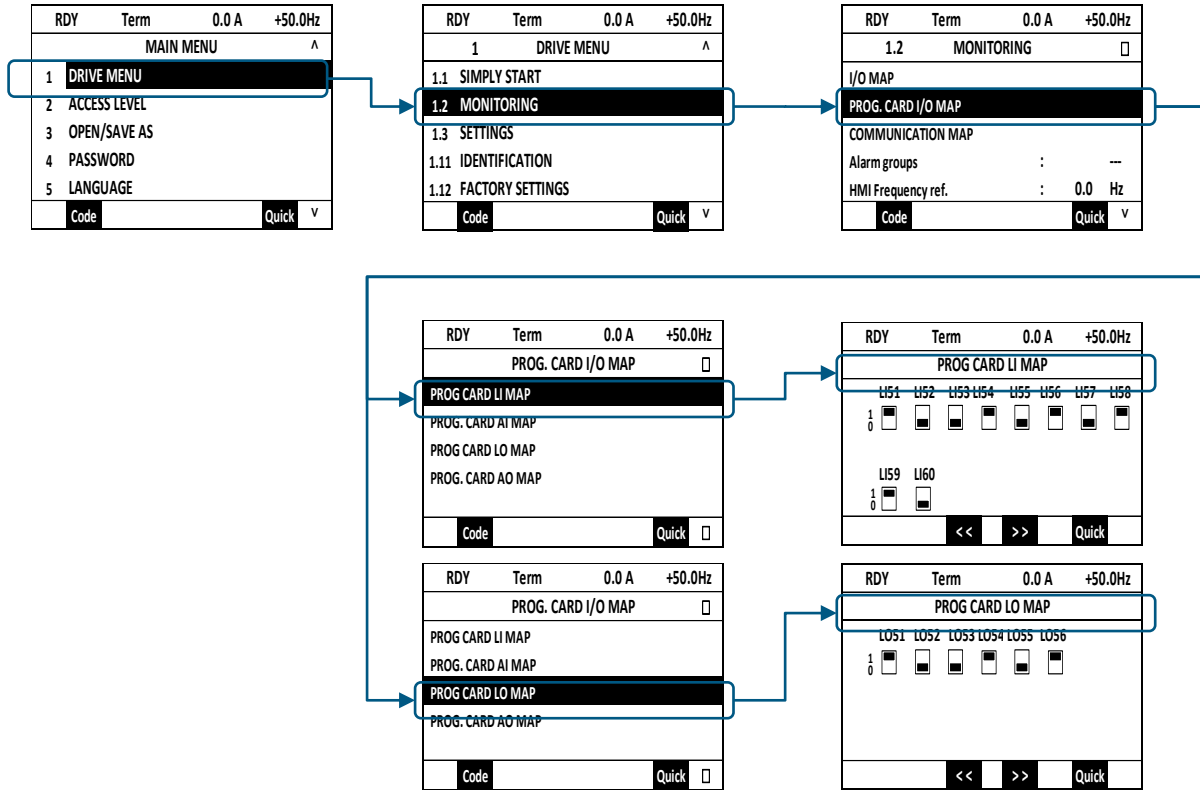 RDY Term 0.0 A +50.0Hz
MAIN MENU ^
1 DRIVE MENU
2 ACCESS LEVEL
3 OPEN/SAVE AS
4 PASSWORD
5 LANGUAGE
Code Quick v
RDY Term 0.0 A +50.0Hz
1 DRIVE MENU ^
1.1 SIMPLY START
1.2 MONITORING
1.3 SETTINGS
1.11 IDENTIFICATION
1.12 FACTORY SETTINGS
Code Quick v
RDY Term 0.0 A +50.0Hz
1.2 MONITORING
I/O MAP
PROG. CARD I/O MAP
COMMUNICATION MAP
Alarm groups : ---
HMI Frequency ref. : 0.0 Hz
Code Quick v
RDY Term 0.0 A +50.0Hz
PROG. CARD I/O MAP
PROG CARD LI MAP
PROG. CARD AI MAP
PROG CARD LO MAP
PROG. CARD AO MAP
Code Quick
RDY Term 0.0 A +50.0Hz
PROG CARD LI MAP
LI51 LI52 LI53 LI54 LI55 LI56 LI57 LI58
1
0
LI59 LI60
1
0
<< >> Quick
RDY Term 0.0 A +50.0Hz
PROG. CARD I/O MAP
PROG CARD LI MAP
PROG. CARD AI MAP
PROG CARD LO MAP
PROG. CARD AO MAP
Code Quick
RDY Term 0.0 A +50.0Hz
PROG CARD LO MAP
LO51 LO52 LO53 LO54 LO55 LO56
1
0
<< >> Quick